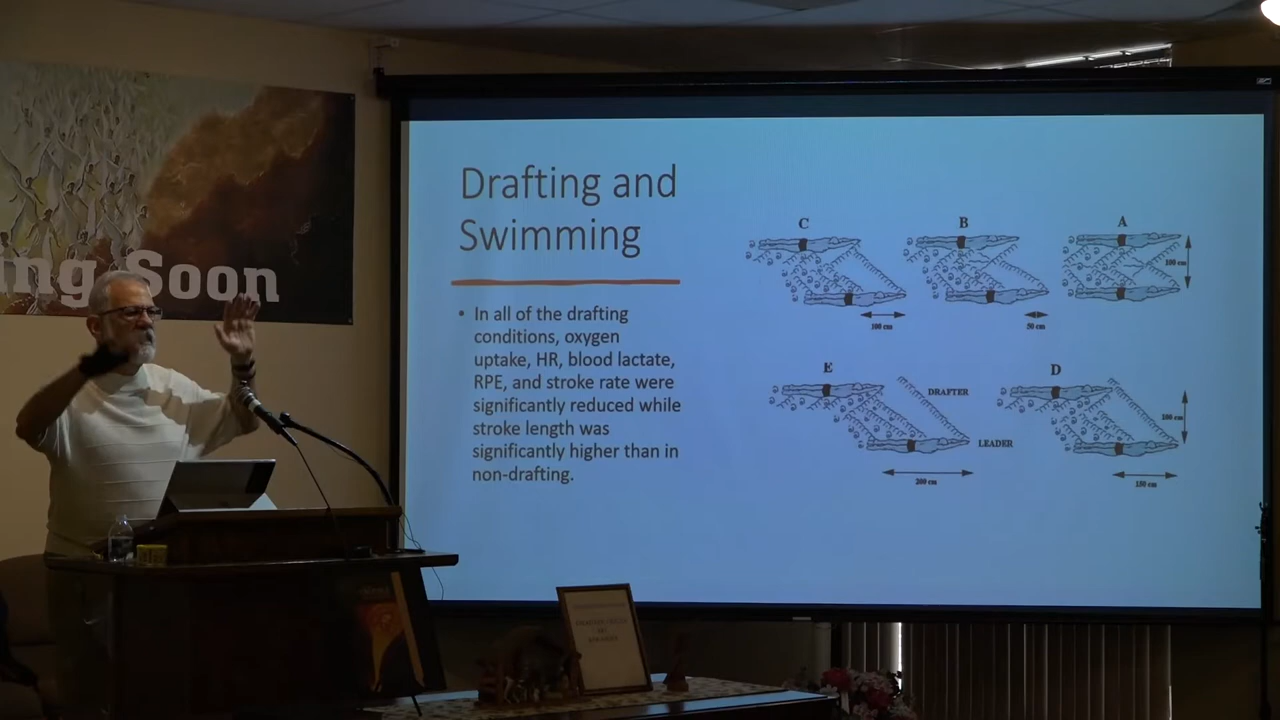 ng Soon
Drafting and
Swimming
• In all of the drafting
conditions, oxygen
uptake, HR, blood lactate,
RPE, and stroke rate were
significantly reduced while
stroke length was
significantly higher than in
non-drafting.
C
B
A
100 cm
100 cm
50 cm
E
D
DRAFTER
LEADER
100 cm
200 cm
150 cm